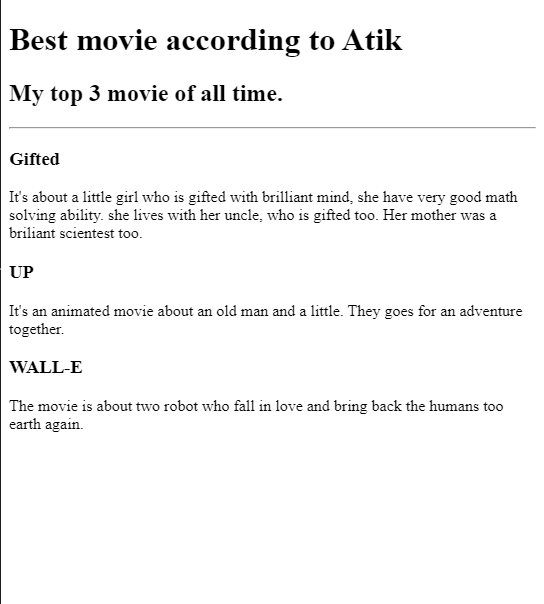 Best movie according to Atik
My top 3 movie of all time.
Gifted
It's about a little girl who is gifted with brilliant mind, she have very good math
solving ability. she lives with her uncle, who is gifted too. Her mother was a
briliant scientest too.
UP
It's an animated movie about an old man and a little. They goes for an adventure
together.
WALL-E
The movie is about two robot who fall in love and bring back the humans too
earth again.